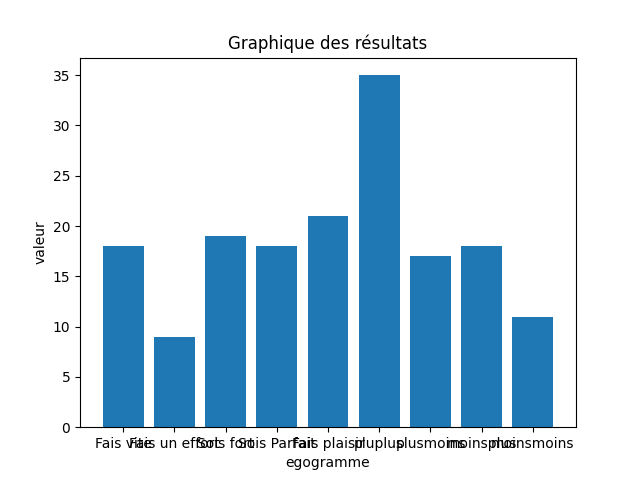 Graphique des résultats
valeur
35
30
25
20
15
10
5
0
Fais vite
Fais un effort
Sois fort
Sois Parfait
Fais plaisir
pluplus
plusmoins
moinsplus
moinsmoins
egogramme